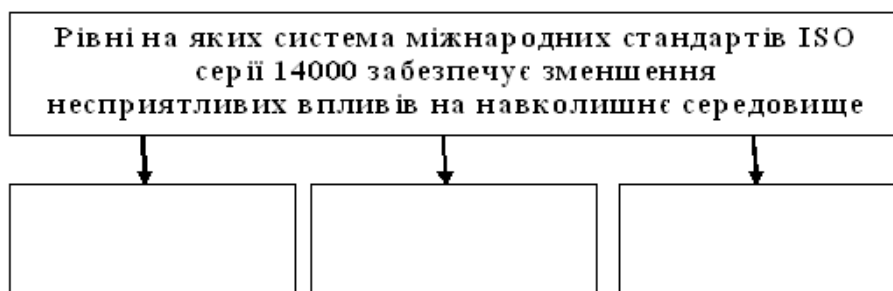 Рівні на яких система міжнародних стандартів ISO
серії 14000 забезпечує зменшення
несприятливих впливів на навколишнє середовище